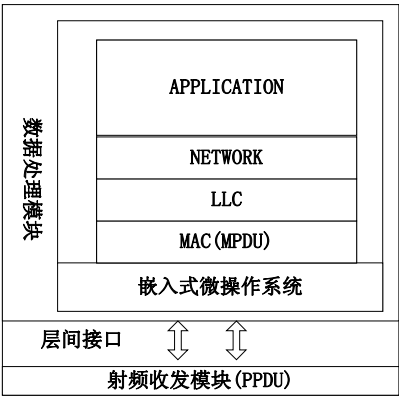 APPLICATION
NETWORK
LLC
MAC(MPDU)
数据处理模块
嵌入式微操作系统
层间接口
射频收发模块(PPDU)